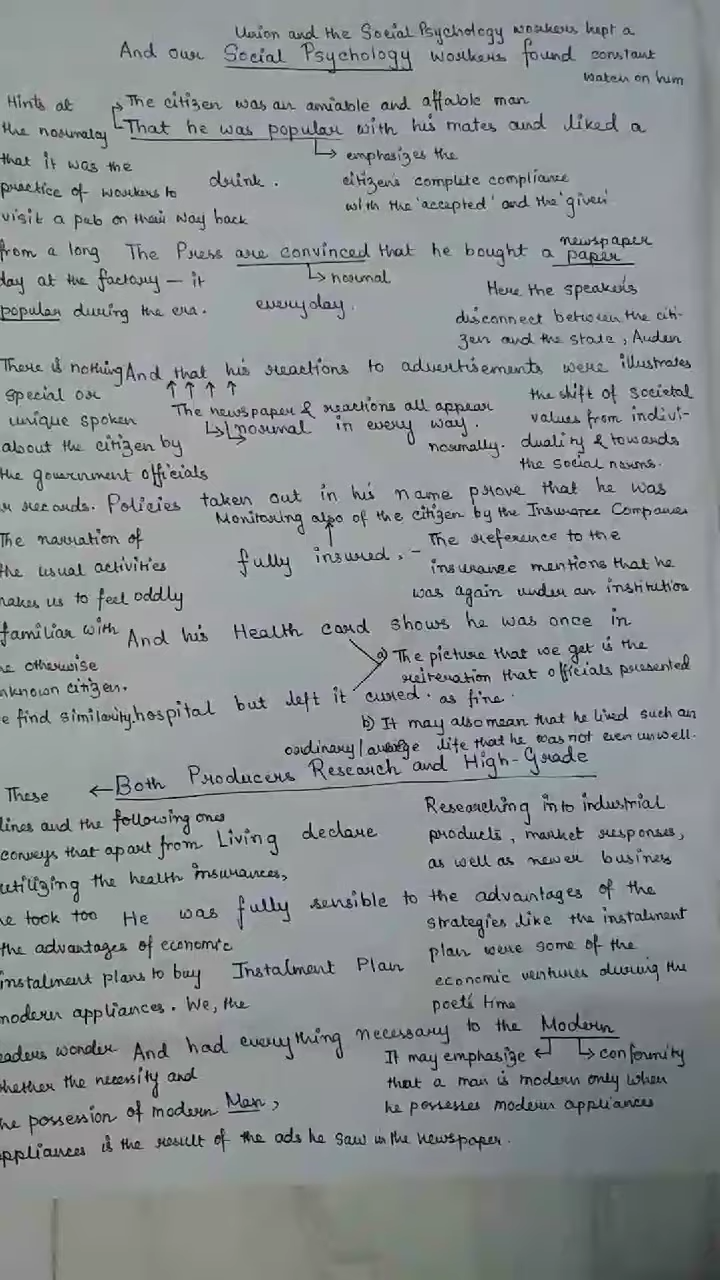 Union and the Social Psychology workers kept a
And our Social Psychology workers found constant
watch on him
Hints at The citizen was an amiable and affable man
the normalcy That he was popular with his mates and liked a
that it was the emphasizes the
practice of workers to drink. citizen's complete compliance
visit a pub on their way back with the 'accepted' and the 'given'
from a long The Press are convinced that he bought a newspaper paper
day at the factory — it normal
popular during the era. everyday. Here the speaker's
disconnect between the citi-
zen and the state, Auden
There is nothing And that his reactions to advertisements were illustrates
special or the shift of societal
unique spoken The newspaper & reactions all appear values from indivi-
about the citizen by normal in every way. normally. duality & towards
the government officials the social norms.
records. Policies taken out in his name prove that he was
Monitoring also of the citizen by the Insurance Companies
The narration of fully insured, - The reference to the
the usual activities insurance mentions that he
makes us to feel oddly was again under an institution
familiar with And his Health card shows he was once in
otherwise a) The picture that we get is the
unknown citizen. reiteration that officials presented
e find similarity. hospital but left it cured. as fine.
b) It may also mean that he lived such an
ordinary/average life that he was not even unwell.
These Both Producers Research and High-Grade
lines and the following ones Researching into industrial
conveys that apart from Living declare products, market responses,
utilizing the health insurances, as well as newer business
he took too He was fully sensible to the advantages of the
the advantages of economic strategies like the instalment
instalment plans to buy Instalment Plan plan were some of the
modern appliances. We, the economic ventures during the
poet's time
eaders wonder And had everything necessary to the Modern
whether the necessity and It may emphasize conformity
the possession of modern Man, that a man is modern only when
he possesses modern appliances
appliances is the result of the ads he saw in the newspaper.